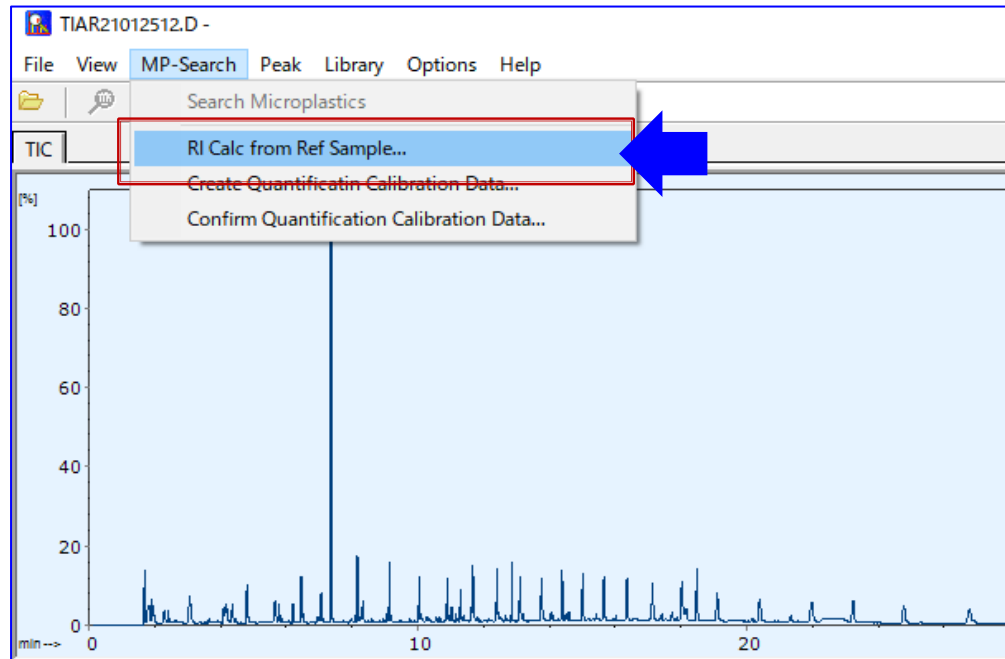 TIAR21012512.D -
File View MP-Search Peak Library Options Help
Search Microplastics
TIC
RI Calc from Ref Sample...
Create Quantificatin Calibration Data...
Confirm Quantification Calibration Data...
[%]
100
80
60
40
20
0
min --> 0 10 20